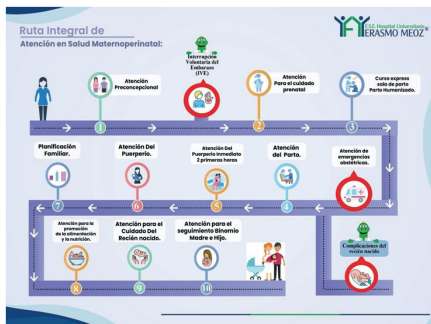 Ruta Integral de
Atención en Salud Maternoperinatal:
E.S.E. Hospital Universitario
ERASMO MEOZ
Atención
Preconcepcional
1
Interrupción
Voluntaria del
Embarazo
(IVE)
Atención
Para el cuidado
prenatal
2
Curso express
sala de parto
Parto Humanizado.
3
Planificación
Familiar.
7
Atención Del
Puerperio.
6
Atención Del
Puerperio Inmediato
2 primeras horas
5
Atención
del Parto.
4
Atención de
emergencias
obstétricas.
Atención para la
promoción
de la alimentación
y la nutrición.
8
Atención para el
Cuidado Del
Recién nacido.
9
Atención para el
seguimiento Binomio
Madre e Hijo.
10
Complicaciones del
recién nacido